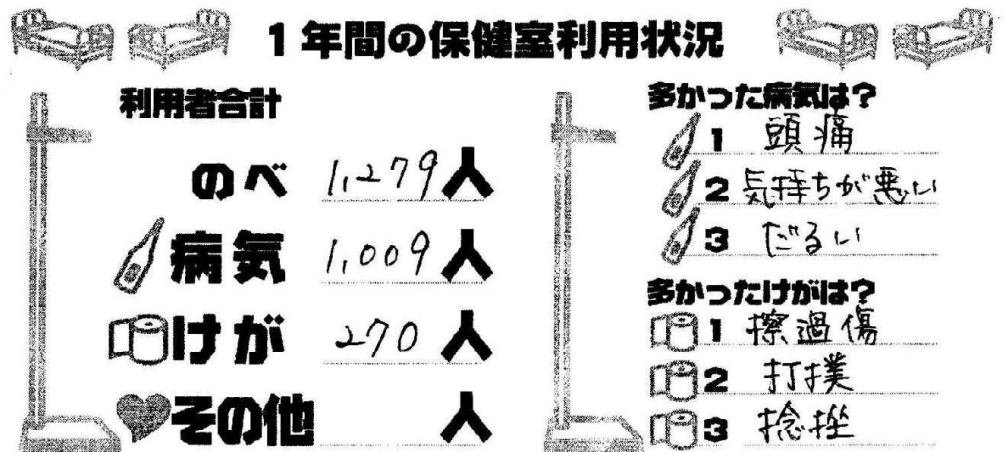 1年間の保健室利用状況
利用者合計
のべ 1,279人
病気 1,009人
けが 270人
その他 人
多かった病気は?
1 頭痛
2 気持ちが悪い
3 だるい
多かったけがは?
1 擦過傷
2 打撲
3 捻挫